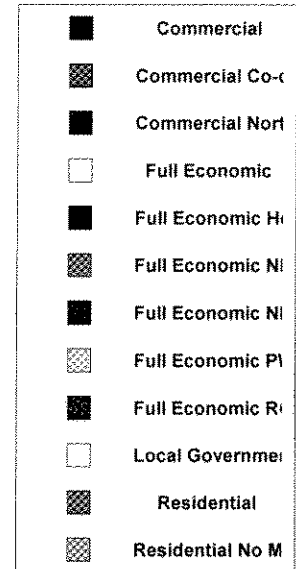 Commercial
Commercial Co-
Commercial Nort
Full Economic
Full Economic H
Full Economic N
Full Economic N
Full Economic P
Full Economic R
Local Governme
Residential
Residential No M